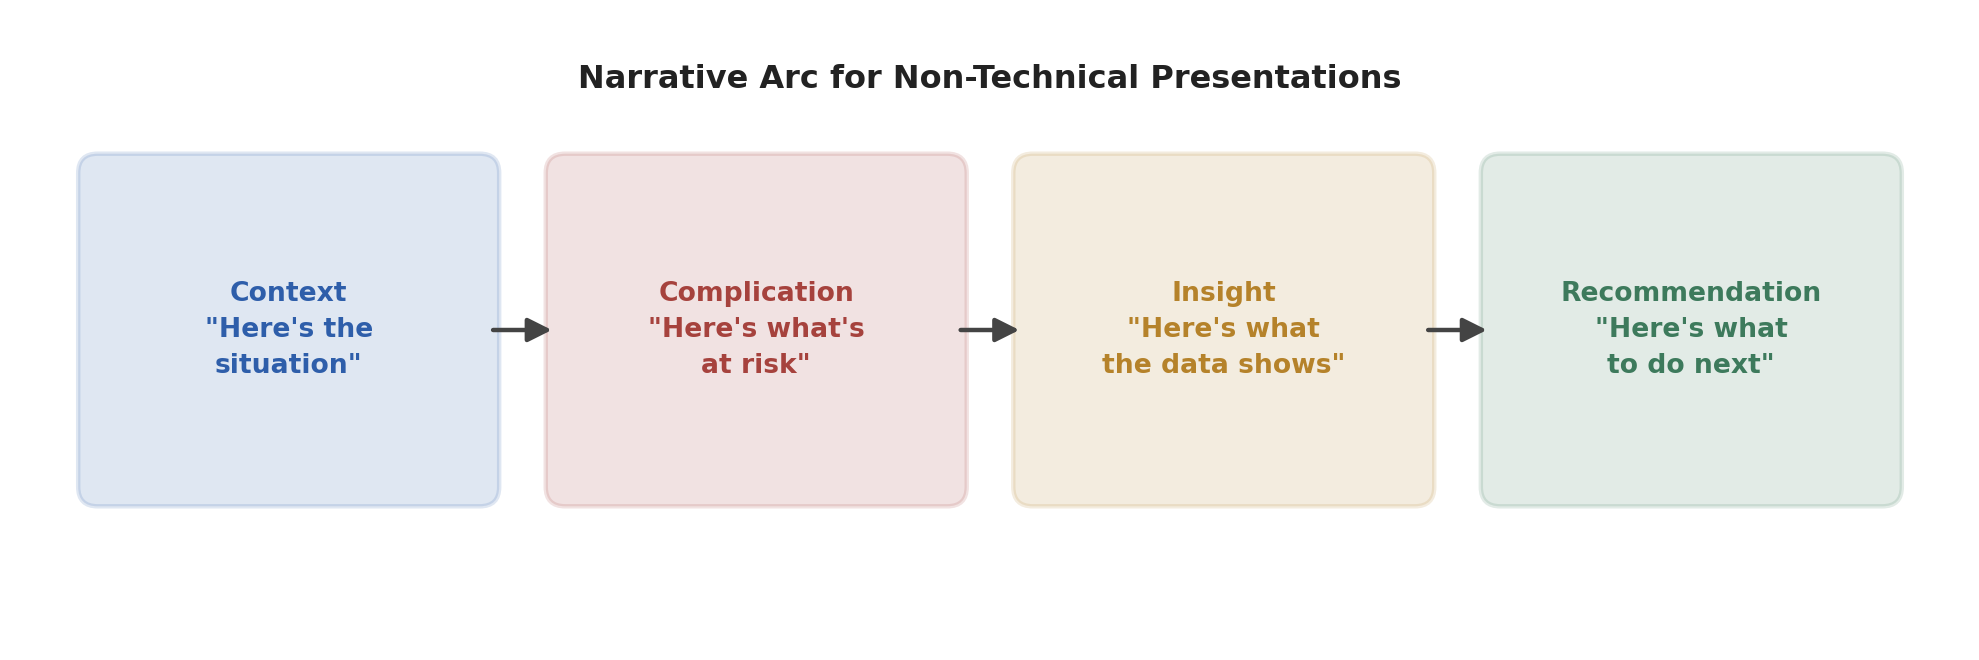 Narrative Arc for Non-Technical Presentations
Context
"Here's the
situation"
Complication
"Here's what's
at risk"
Insight
"Here's what
the data shows"
Recommendation
"Here's what
to do next"